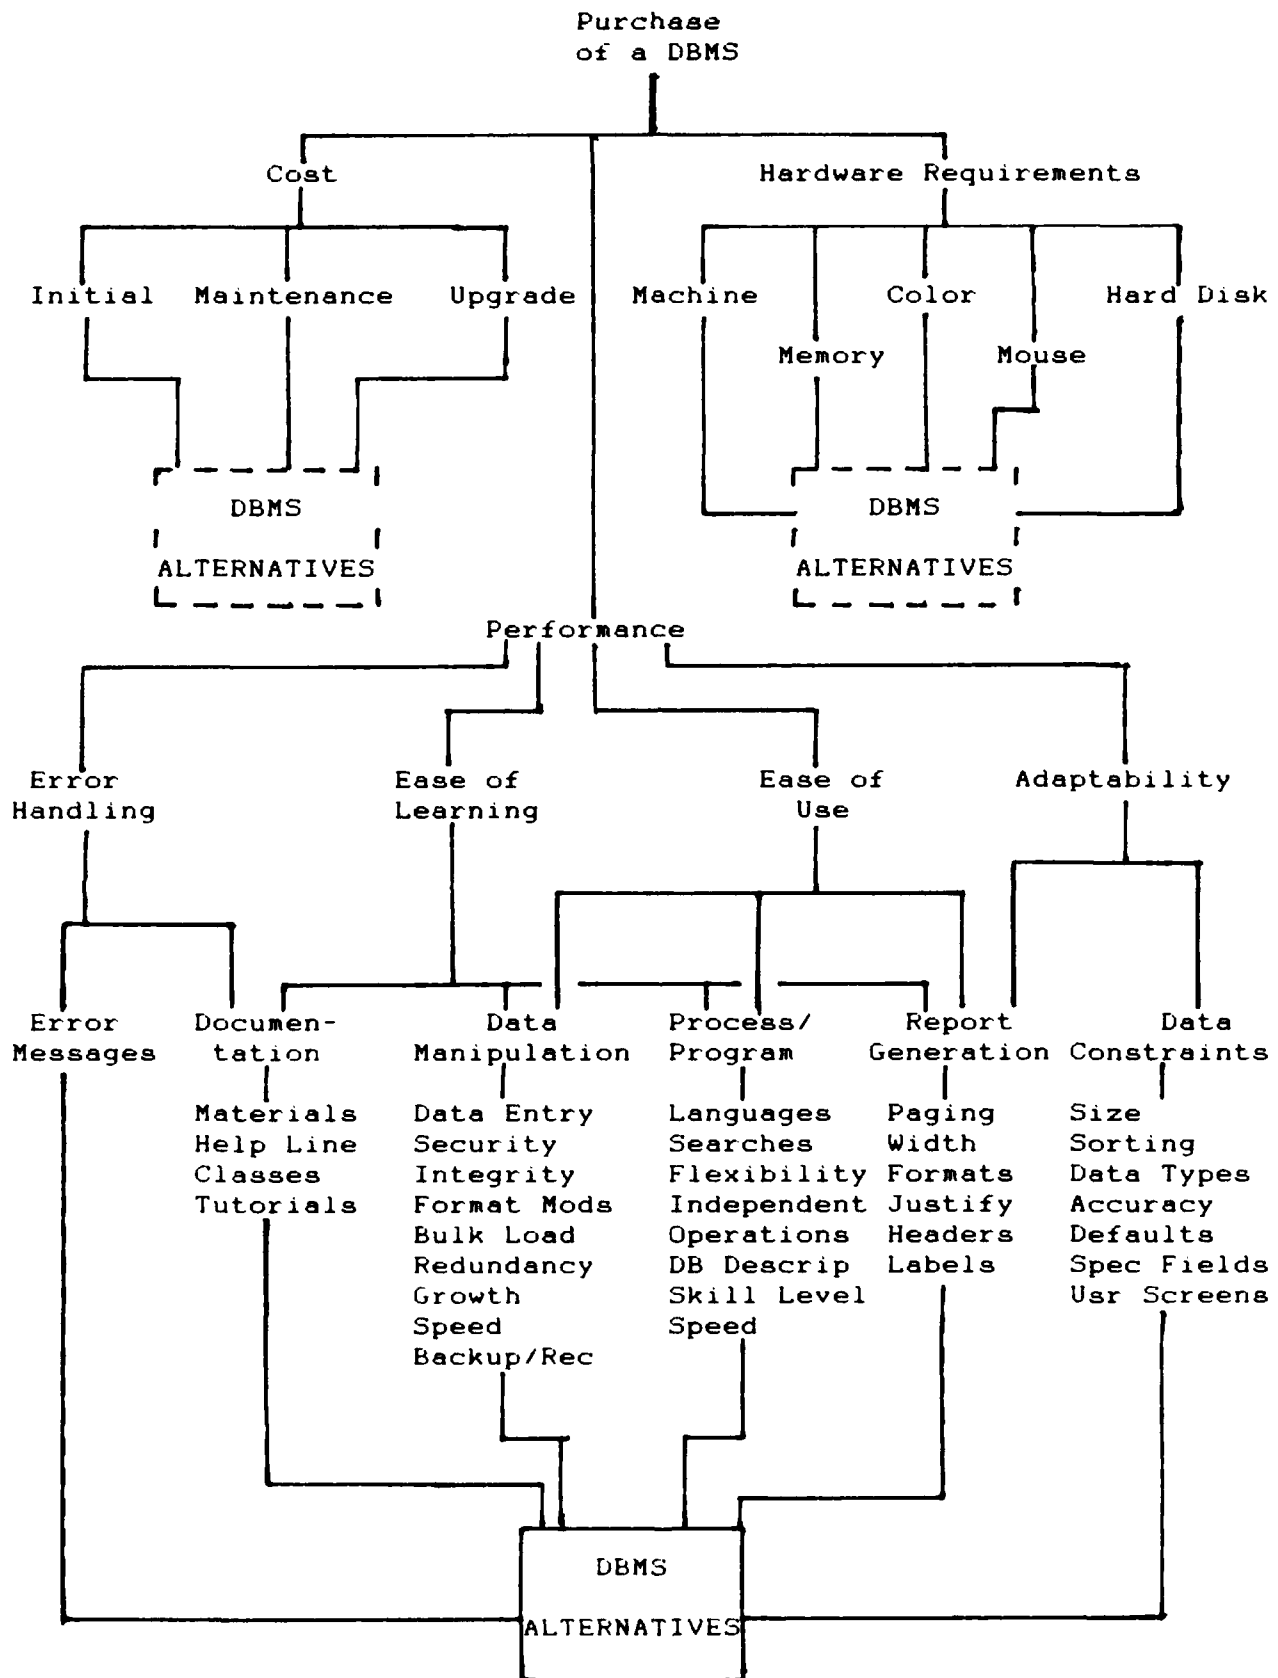 Purchase
of a DBMS
Cost
Hardware Requirements
Initial
Maintenance
Upgrade
Machine
Color
Hard Disk
Memory
Mouse
DBMS
ALTERNATIVES
DBMS
ALTERNATIVES
Performance
Error
Handling
Ease of
Learning
Ease of
Use
Adaptability
Error
Messages
Documen-
tation
Materials
Help Line
Classes
Tutorials
Data
Manipulation
Data Entry
Security
Integrity
Format Mods
Bulk Load
Redundancy
Growth
Speed
Backup/Rec
Process/
Program
Languages
Searches
Flexibility
Independent
Operations
DB Descrip
Skill Level
Speed
Report
Generation
Paging
Width
Formats
Justify
Headers
Labels
Data
Constraints
Size
Sorting
Data Types
Accuracy
Defaults
Spec Fields
Usr Screens
DBMS
ALTERNATIVES